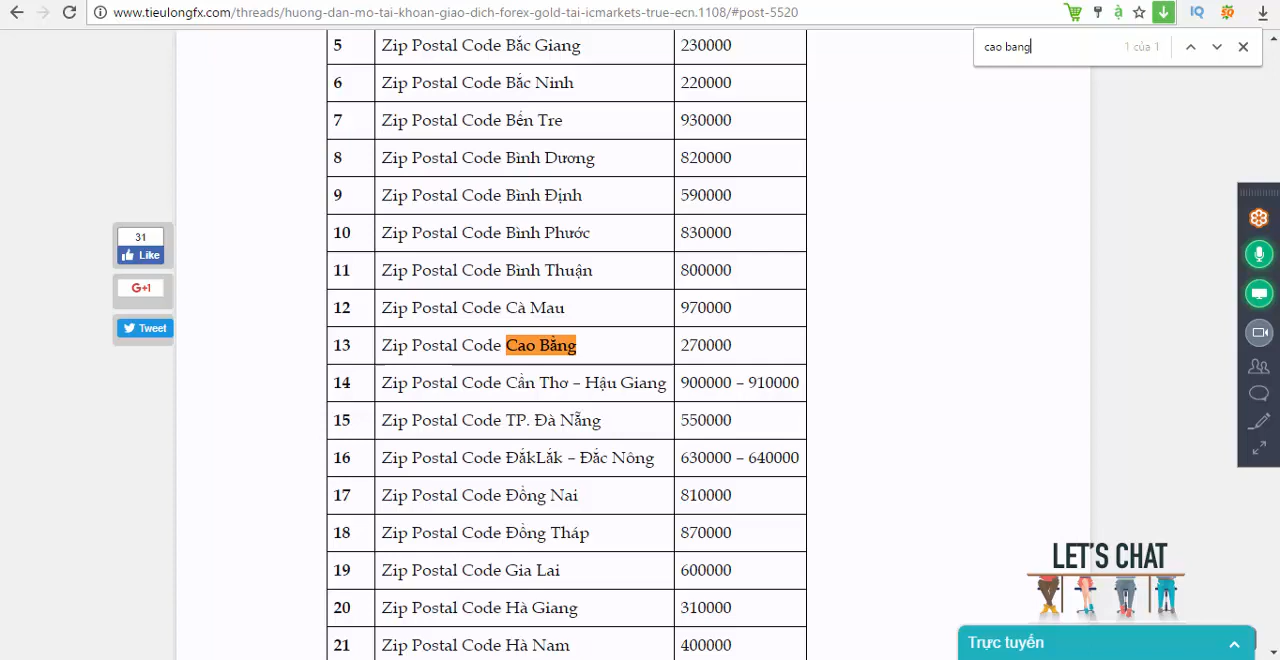 www.tieulongfx.com/threads/huong-dan-mo-tai-khoan-giao-dich-forex-gold-tai-icmarkets-true-ecn.1108/#post-5520
cao bang 1 của 1
5 Zip Postal Code Bắc Giang 230000
6 Zip Postal Code Bắc Ninh 220000
7 Zip Postal Code Bến Tre 930000
8 Zip Postal Code Bình Dương 820000
9 Zip Postal Code Bình Định 590000
10 Zip Postal Code Bình Phước 830000
11 Zip Postal Code Bình Thuận 800000
12 Zip Postal Code Cà Mau 970000
13 Zip Postal Code Cao Bằng 270000
14 Zip Postal Code Cần Thơ – Hậu Giang 900000 – 910000
15 Zip Postal Code TP. Đà Nẵng 550000
16 Zip Postal Code ĐắkLắk – Đắc Nông 630000 – 640000
17 Zip Postal Code Đồng Nai 810000
18 Zip Postal Code Đồng Tháp 870000
19 Zip Postal Code Gia Lai 600000
20 Zip Postal Code Hà Giang 310000
21 Zip Postal Code Hà Nam 400000
31
Like
G+1
Tweet
LET'S CHAT
Trực tuyến